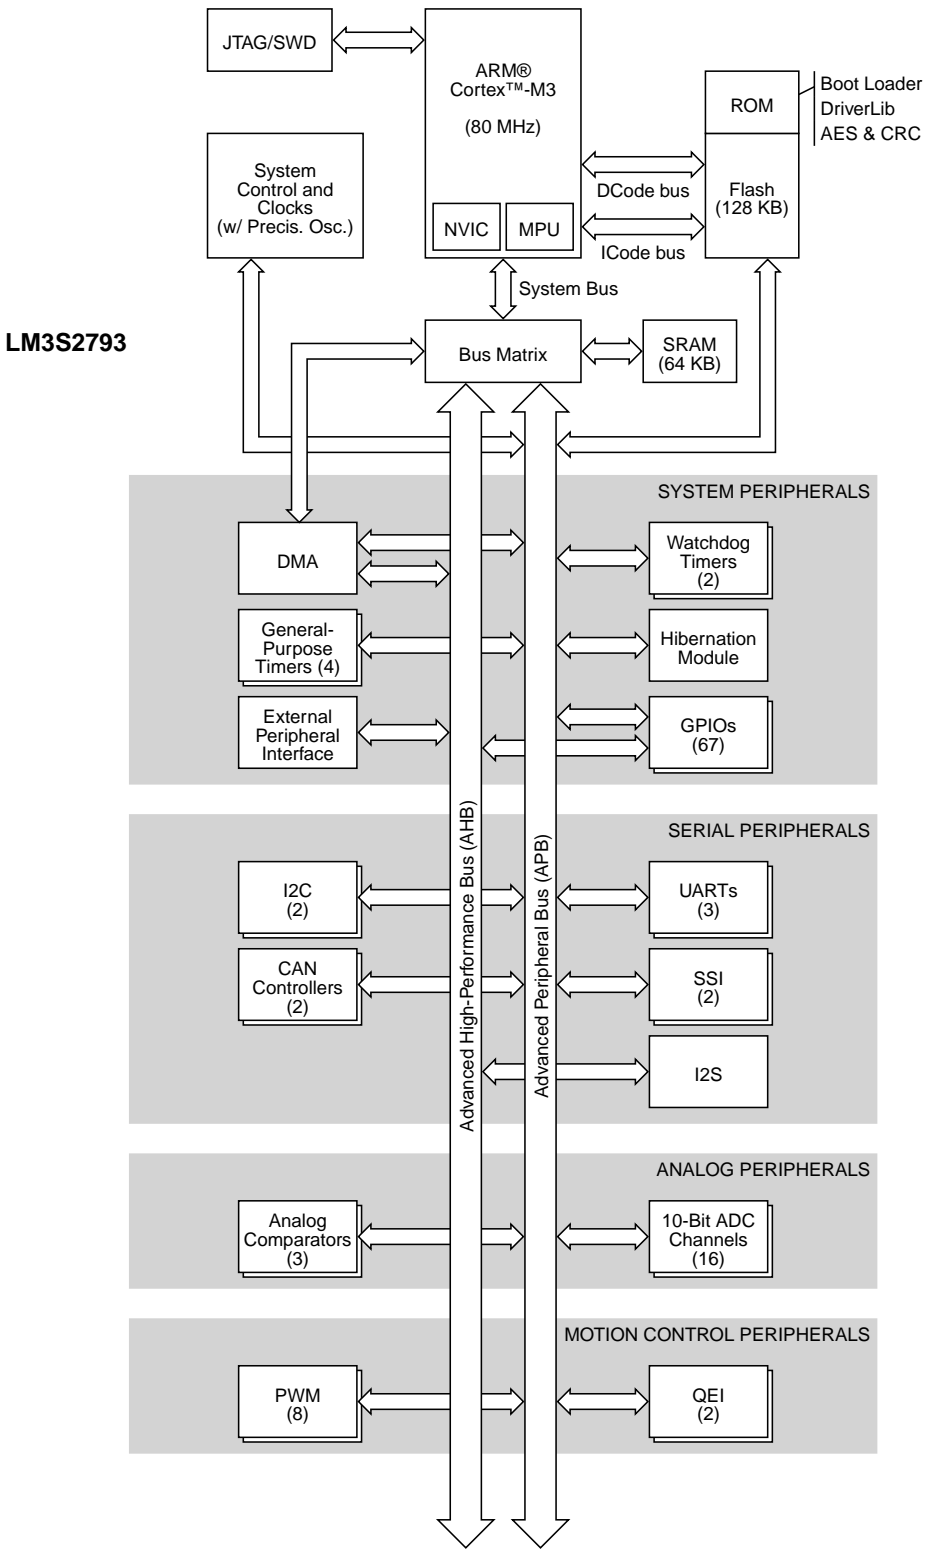 JTAG/SWD
ARM®
Cortex™-M3
(80 MHz)
NVIC
MPU
ROM
Boot Loader
DriverLib
AES & CRC
Flash
(128 KB)
DCode bus
ICode bus
System
Control and
Clocks
(w/ Precis. Osc.)
System Bus
LM3S2793
Bus Matrix
SRAM
(64 KB)
SYSTEM PERIPHERALS
DMA
Watchdog
Timers
(2)
General-
Purpose
Timers (4)
Hibernation
Module
External
Peripheral
Interface
GPIOs
(67)
Advanced High-Performance Bus (AHB)
Advanced Peripheral Bus (APB)
SERIAL PERIPHERALS
I2C
(2)
UARTs
(3)
CAN
Controllers
(2)
SSI
(2)
I2S
ANALOG PERIPHERALS
Analog
Comparators
(3)
10-Bit ADC
Channels
(16)
MOTION CONTROL PERIPHERALS
PWM
(8)
QEI
(2)